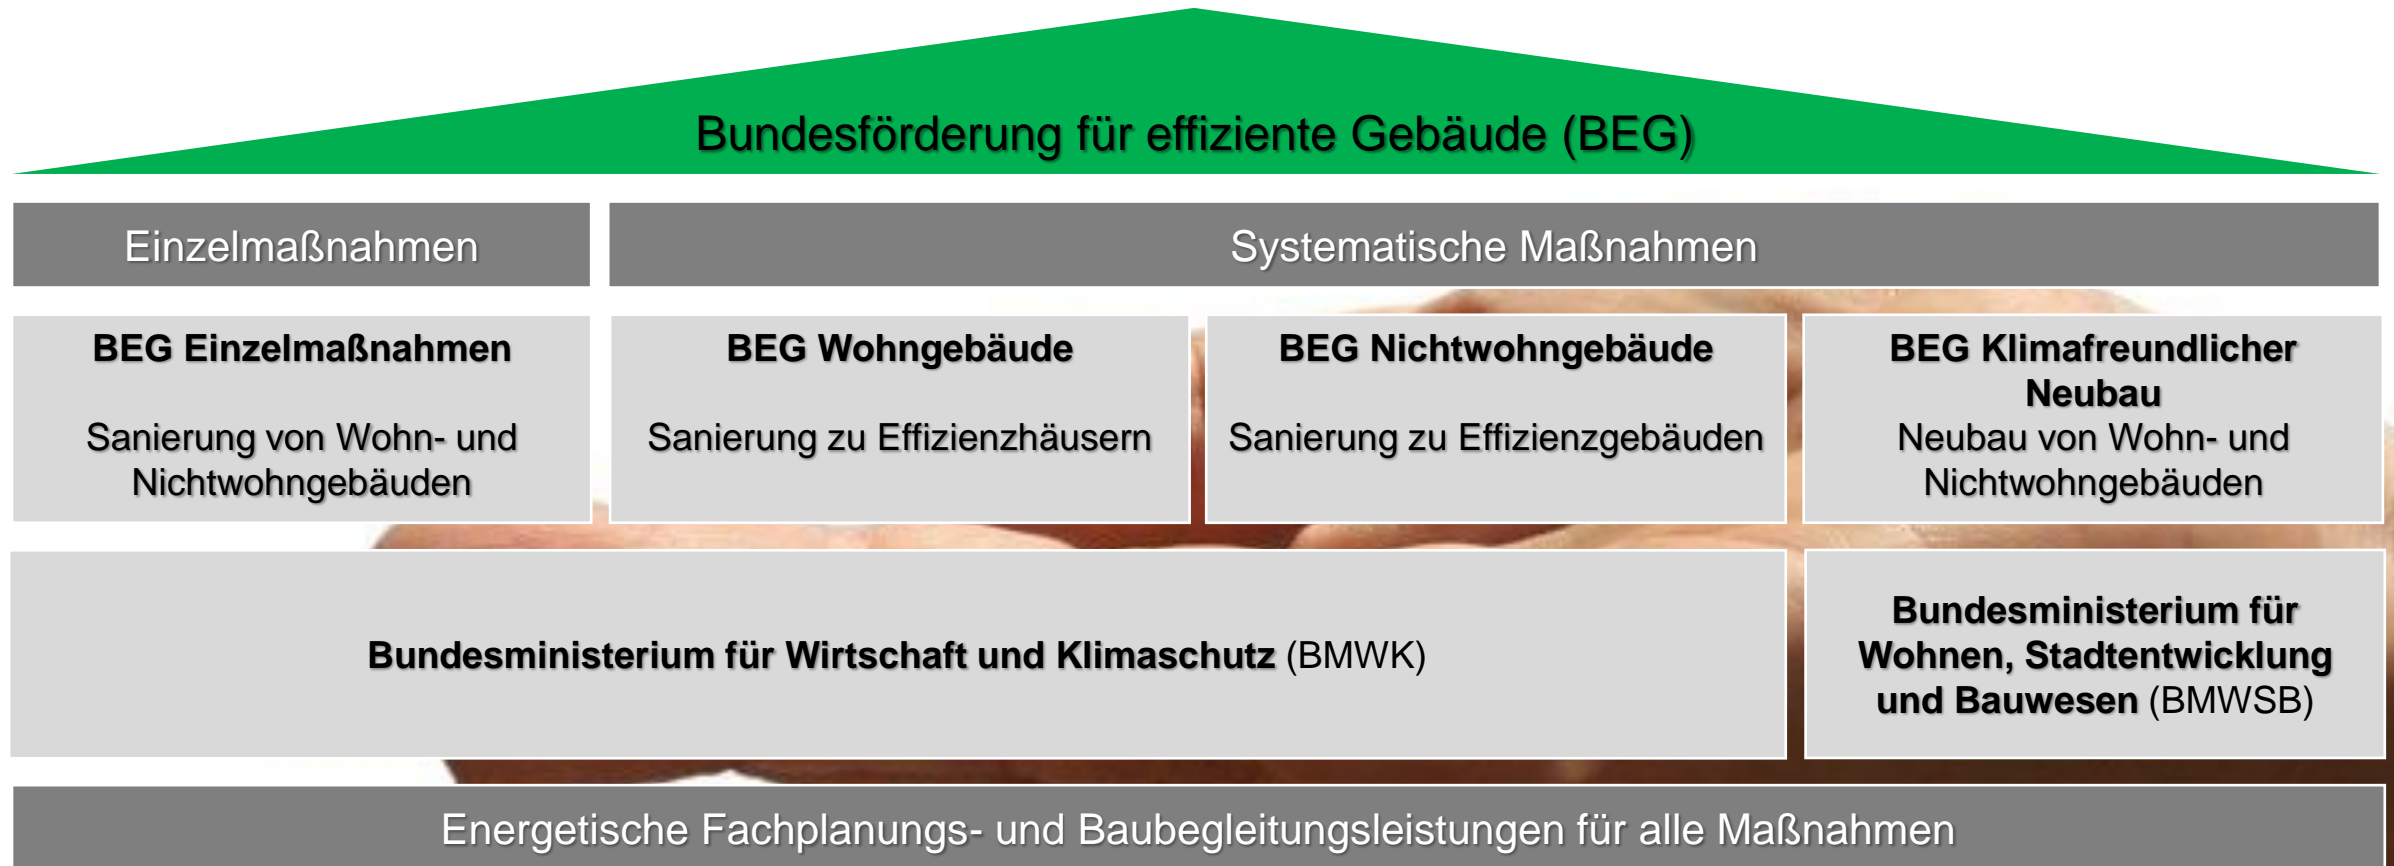 Bundesförderung für effiziente Gebäude (BEG)
Einzelmaßnahmen
Systematische Maßnahmen
BEG Einzelmaßnahmen
Sanierung von Wohn- und
Nichtwohngebäuden
BEG Wohngebäude
Sanierung zu Effizienzhäusern
BEG Nichtwohngebäude
Sanierung zu Effizienzgebäuden
BEG Klimafreundlicher
Neubau
Neubau von Wohn- und
Nichtwohngebäuden
Bundesministerium für Wirtschaft und Klimaschutz (BMWK)
Bundesministerium für
Wohnen, Stadtentwicklung
und Bauwesen (BMWSB)
Energetische Fachplanungs- und Baubegleitungsleistungen für alle Maßnahmen